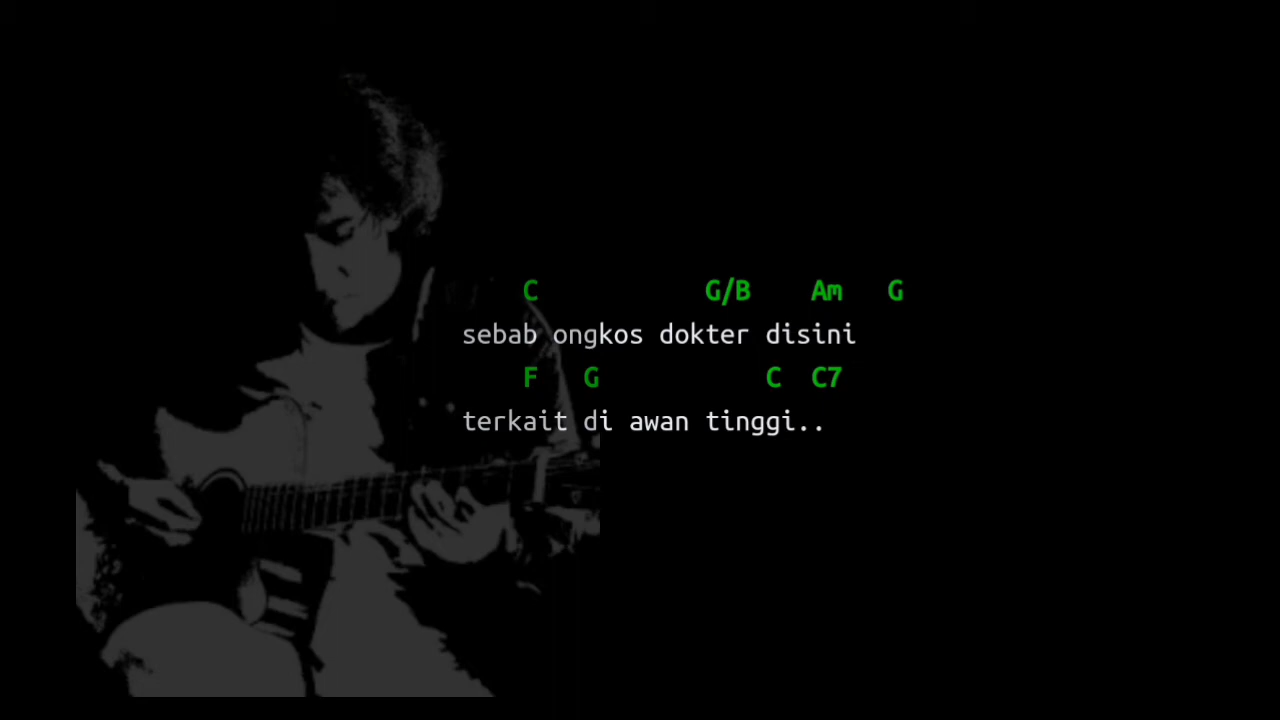 C G/B Am G
sebab ongkos dokter disini
F G C C7
terkait di awan tinggi..